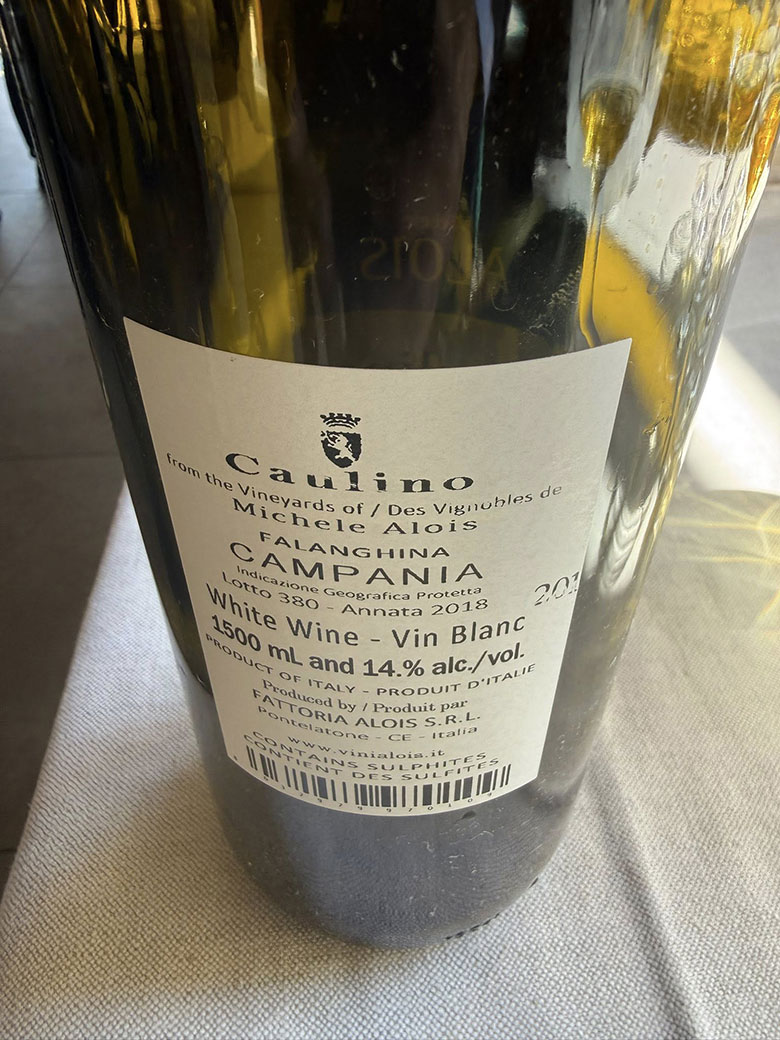 ALOIS
Caulino
from the Vineyards of / Des Vignobles de
Michele Alois
FALANGHINA
CAMPANIA
Indicazione Geografica Protetta
Lotto 380 - Annata 2018
White Wine - Vin Blanc
1500 mL and 14.% alc./vol.
PRODUCT OF ITALY - PRODUIT D'ITALIE
Produced by / Produit par
FATTORIA ALOIS S.R.L.
Pontelatone - CE - Italia
www.vinialois.it
CONTAINS SULPHITES
CONTIENT DES SULFITES